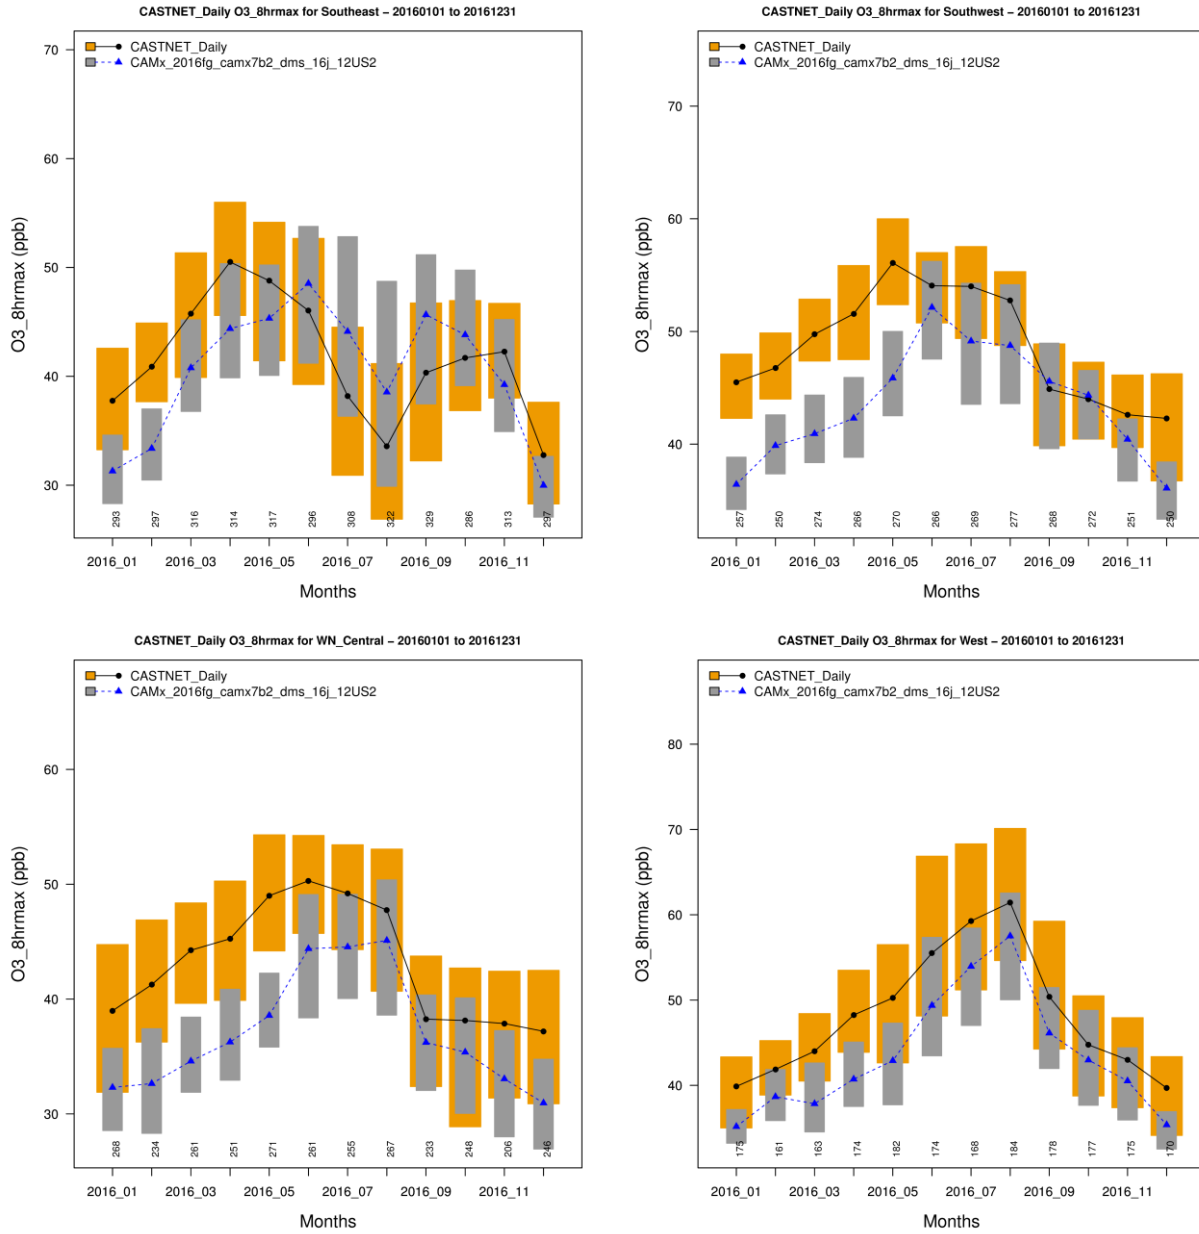 CASTNET_Daily O3_8hrmax for Southeast – 20160101 to 20161231
CASTNET_Daily
CAMx_2016fg_camx7b2_dms_16j_12US2
O3_8hrmax (ppb)
70
60
50
40
30
293 297 316 314 317 296 308 322 329 286 313 297
2016_01 2016_03 2016_05 2016_07 2016_09 2016_11
Months
CASTNET_Daily O3_8hrmax for Southwest – 20160101 to 20161231
CASTNET_Daily
CAMx_2016fg_camx7b2_dms_16j_12US2
O3_8hrmax (ppb)
70
60
50
40
257 250 274 266 270 266 269 277 268 272 251 250
2016_01 2016_03 2016_05 2016_07 2016_09 2016_11
Months
CASTNET_Daily O3_8hrmax for WN_Central – 20160101 to 20161231
CASTNET_Daily
CAMx_2016fg_camx7b2_dms_16j_12US2
O3_8hrmax (ppb)
60
50
40
30
268 234 261 251 271 261 255 267 233 248 206 246
2016_01 2016_03 2016_05 2016_07 2016_09 2016_11
Months
CASTNET_Daily O3_8hrmax for West – 20160101 to 20161231
CASTNET_Daily
CAMx_2016fg_camx7b2_dms_16j_12US2
O3_8hrmax (ppb)
80
70
60
50
40
175 161 163 174 182 174 168 184 178 177 175 170
2016_01 2016_03 2016_05 2016_07 2016_09 2016_11
Months